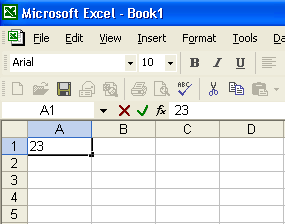 Microsoft Excel - Book1
File Edit View Insert Format Tools Da
Arial 10 B I U
A1 fx 23
A B C D
1 23
2
3
4
5